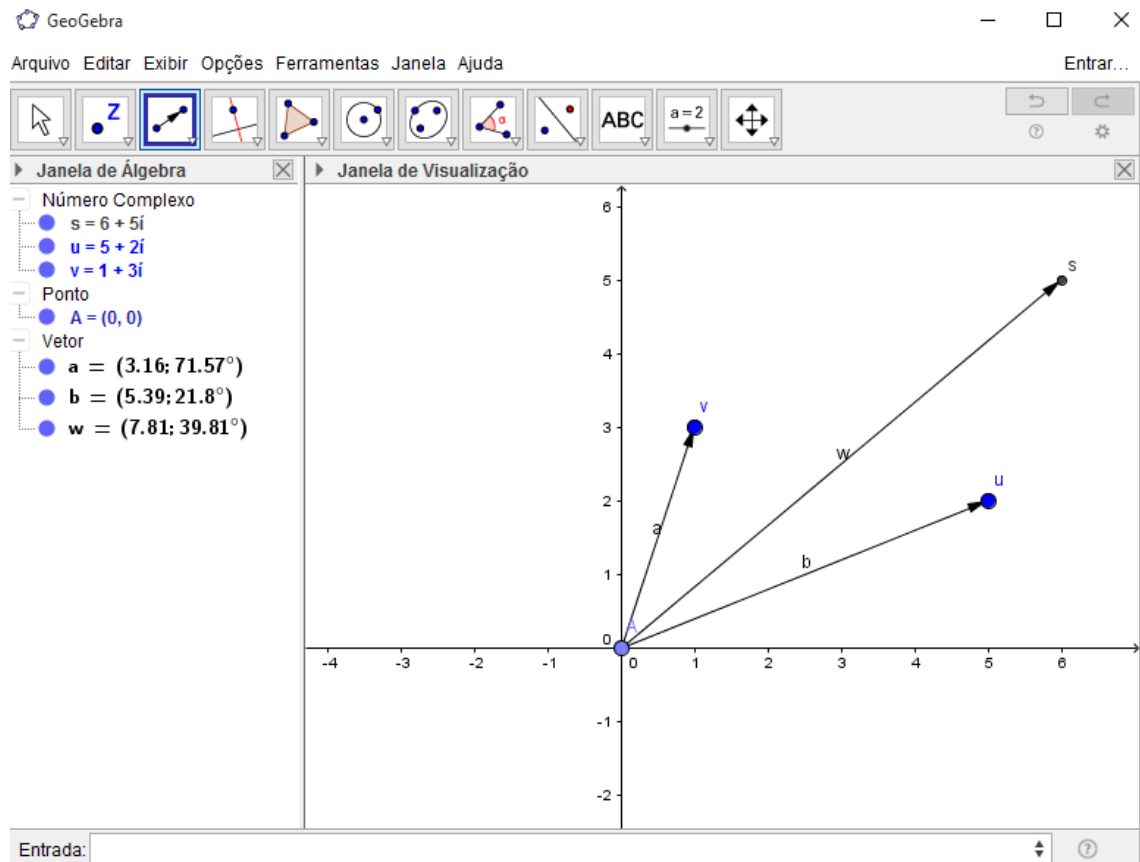 GeoGebra
Arquivo Editar Exibir Opções Ferramentas Janela Ajuda Entrar...
Z α ABC a=2
Janela de Álgebra
Janela de Visualização
Número Complexo
s = 6 + 5í
u = 5 + 2í
v = 1 + 3í
Ponto
A = (0, 0)
Vetor
a = (3.16; 71.57°)
b = (5.39; 21.8°)
w = (7.81; 39.81°)
6
s
5
4
v
3
w
u
2
a
b
1
A
0
-4 -3 -2 -1 0 1 2 3 4 5 6
-1
-2
Entrada: